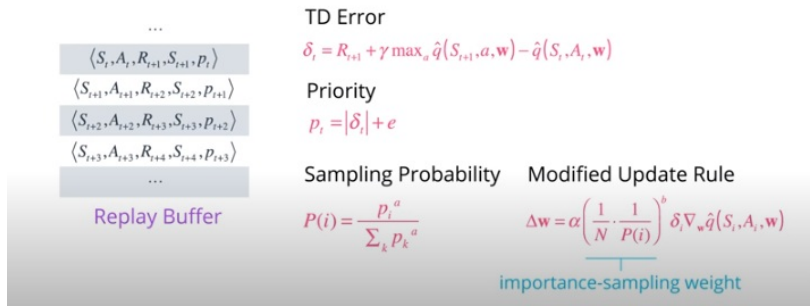 ...
⟨S_t, A_t, R_{t+1}, S_{t+1}, p_t⟩
⟨S_{t+1}, A_{t+1}, R_{t+2}, S_{t+2}, p_{t+1}⟩
⟨S_{t+2}, A_{t+2}, R_{t+3}, S_{t+3}, p_{t+2}⟩
⟨S_{t+3}, A_{t+3}, R_{t+4}, S_{t+4}, p_{t+3}⟩
...
Replay Buffer
TD Error
δ_t = R_{t+1} + γ max_a q̂(S_{t+1}, a, w) − q̂(S_t, A_t, w)
Priority
p_t = |δ_t| + e
Sampling Probability
P(i) = p_i^a / Σ_k p_k^a
Modified Update Rule
Δw = α(1/N · 1/P(i))^b δ_i ∇_w q̂(S_i, A_i, w)
importance-sampling weight